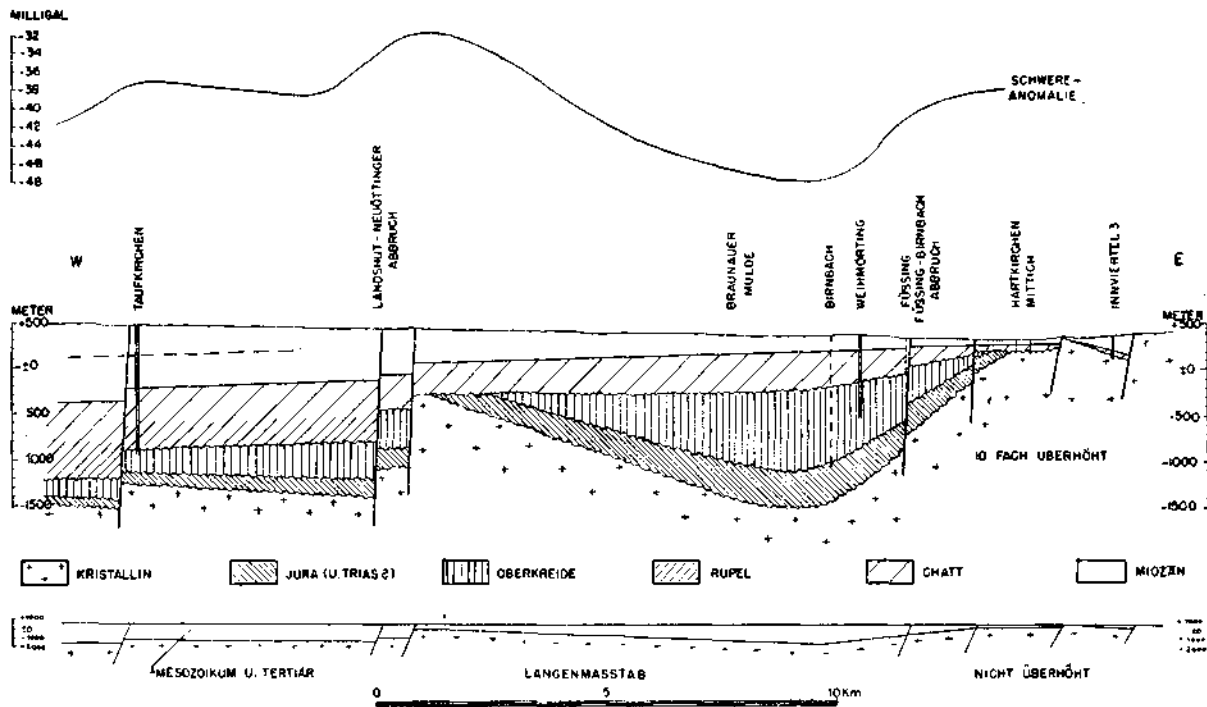 MILLIGAL
-32
-34
-36
-38
-40
-42
-44
-46
-48
SCHWERE-
ANOMALIE
W
TAUFKIRCHEN
LANDSHUT-NEUÖTTINGER
ABBRUCH
BRAUNAUER
MULDE
BIRNBACH
WEIHMÖRTING
FÜSSING
FÜSSING-BIRNBACH
ABBRUCH
HARTKIRCHEN
MITTICH
INNVIERTEL 3
E
METER
+500
±0
500
1000
-1500
METER
+500
±0
-500
-1000
-1500
10 FACH ÜBERHÖHT
KRISTALLIN
JURA (U. TRIAS?)
OBERKREIDE
RUPEL
CHATT
MIOZÄN
MESOZOIKUM U. TERTIÄR
LANGENMASSTAB
NICHT ÜBERHÖHT
0
5
10 Km